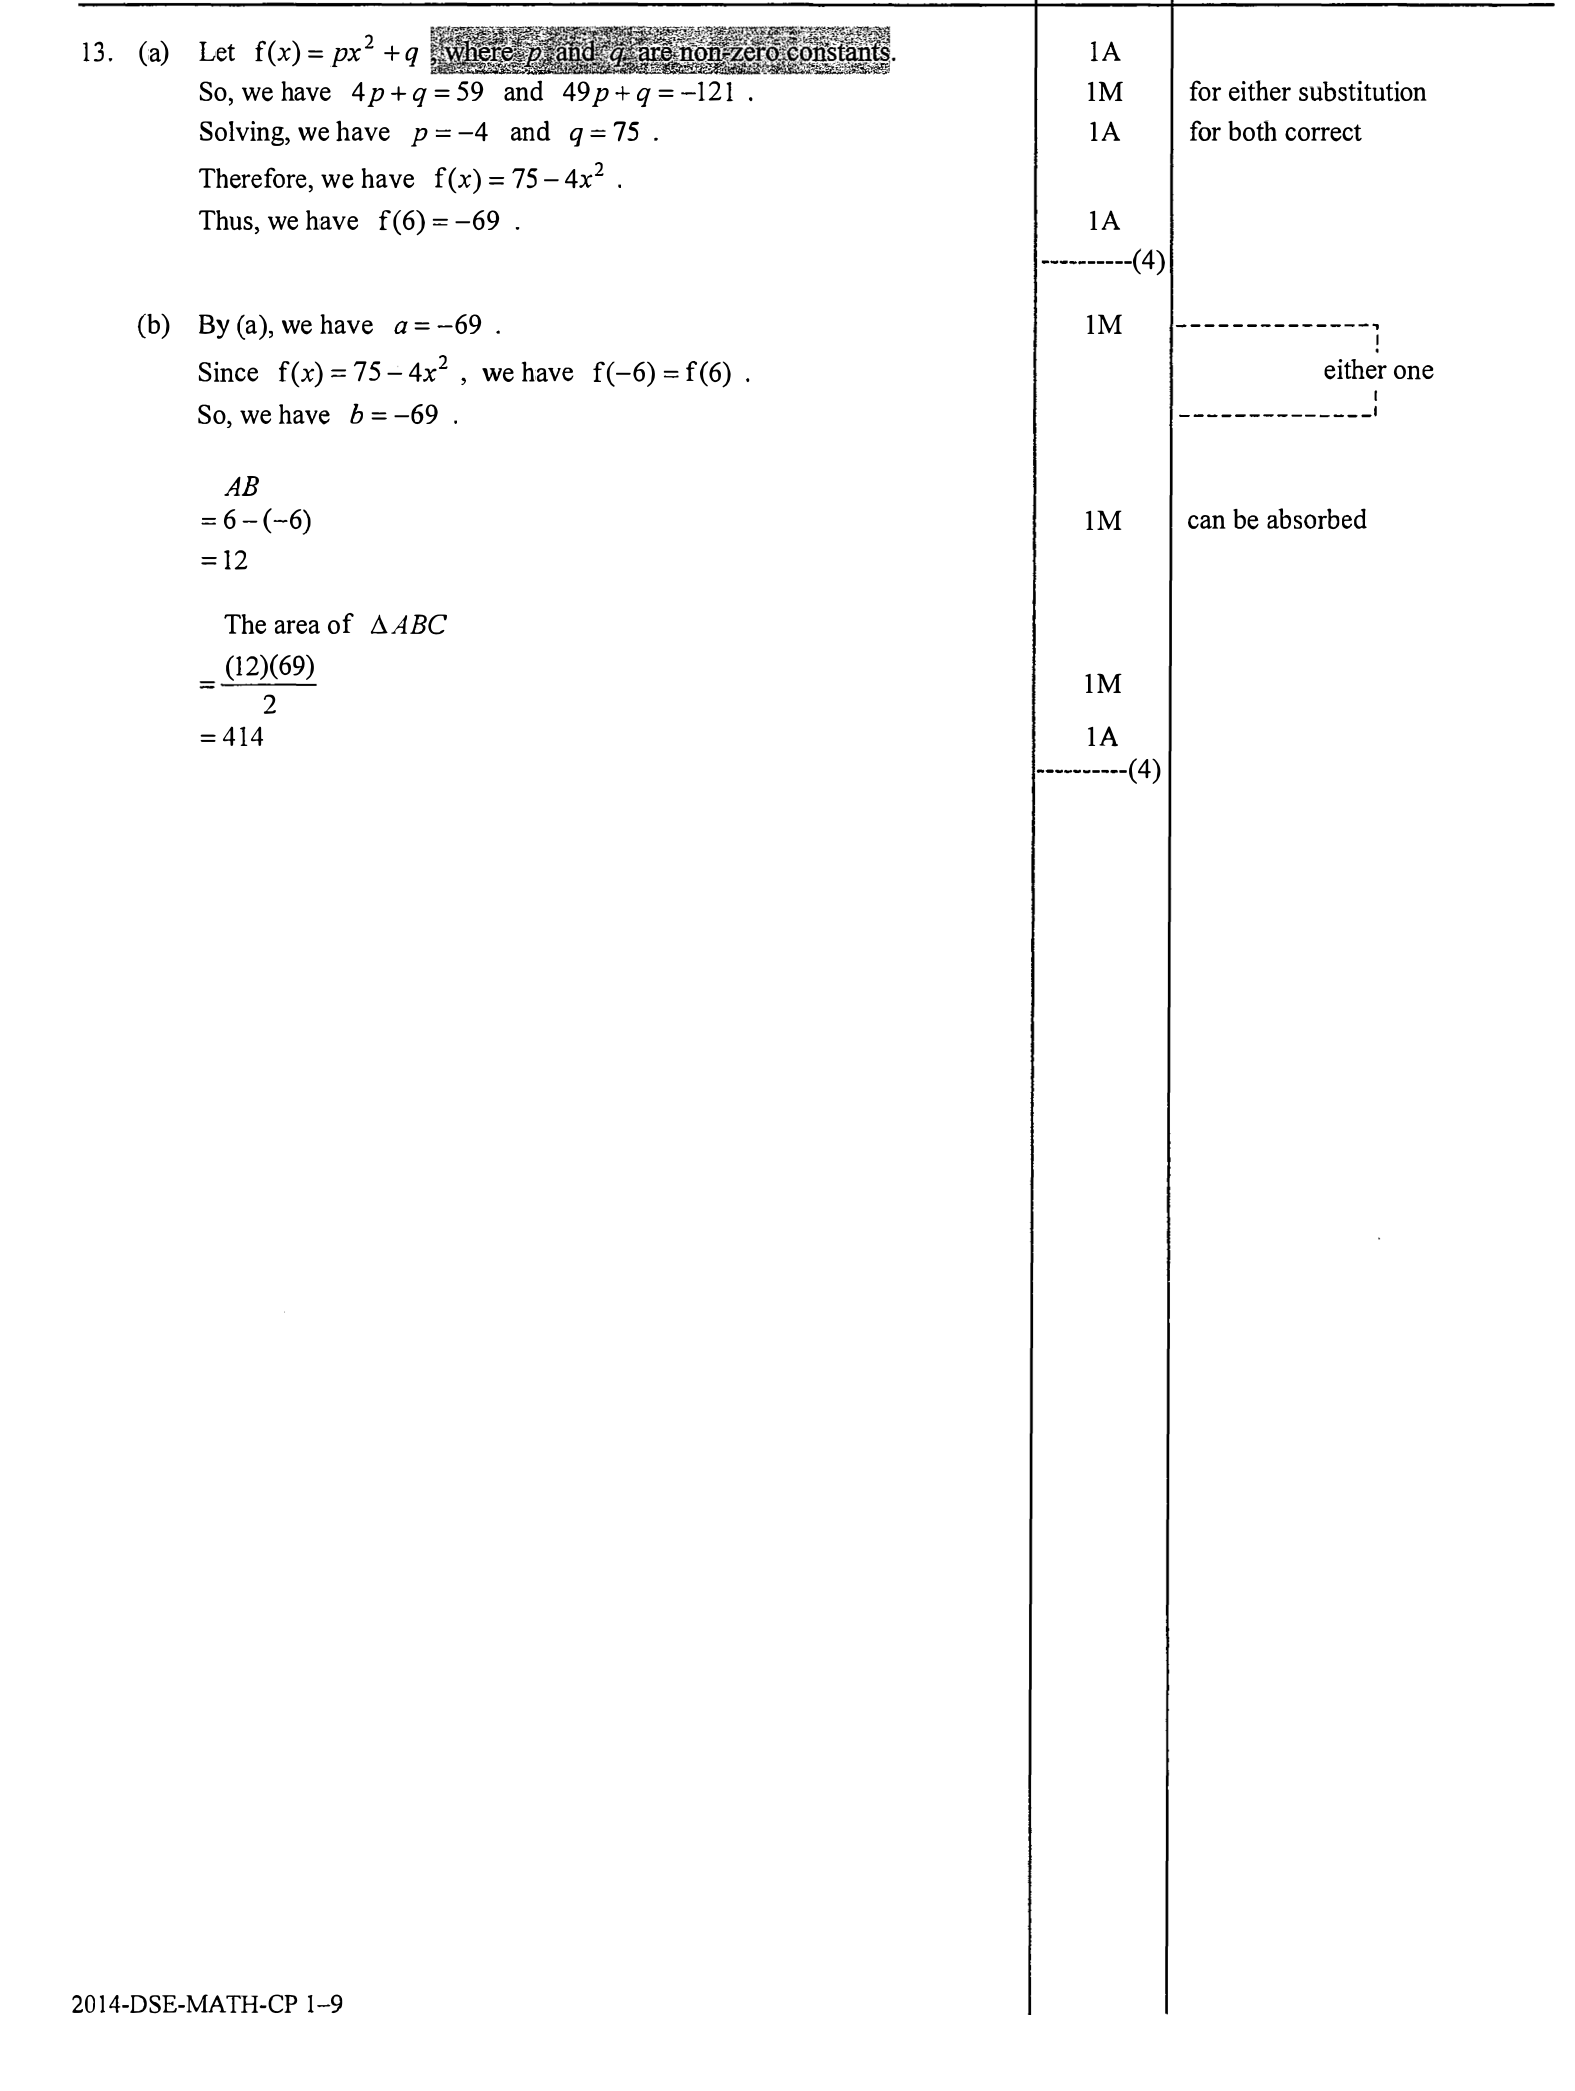 13. (a) Let f(x) = px² + q , where p and q are non-zero constants. 1A
So, we have 4p + q = 59 and 49p + q = −121 . 1M for either substitution
Solving, we have p = −4 and q = 75 . 1A for both correct
Therefore, we have f(x) = 75 − 4x² .
Thus, we have f(6) = −69 . 1A
----------(4)
(b) By (a), we have a = −69 . 1M
Since f(x) = 75 − 4x² , we have f(−6) = f(6) . either one
So, we have b = −69 .
AB
= 6 − (−6) 1M can be absorbed
= 12
The area of ΔABC
= (12)(69)/2 1M
= 414 1A
----------(4)
2014-DSE-MATH-CP 1–9